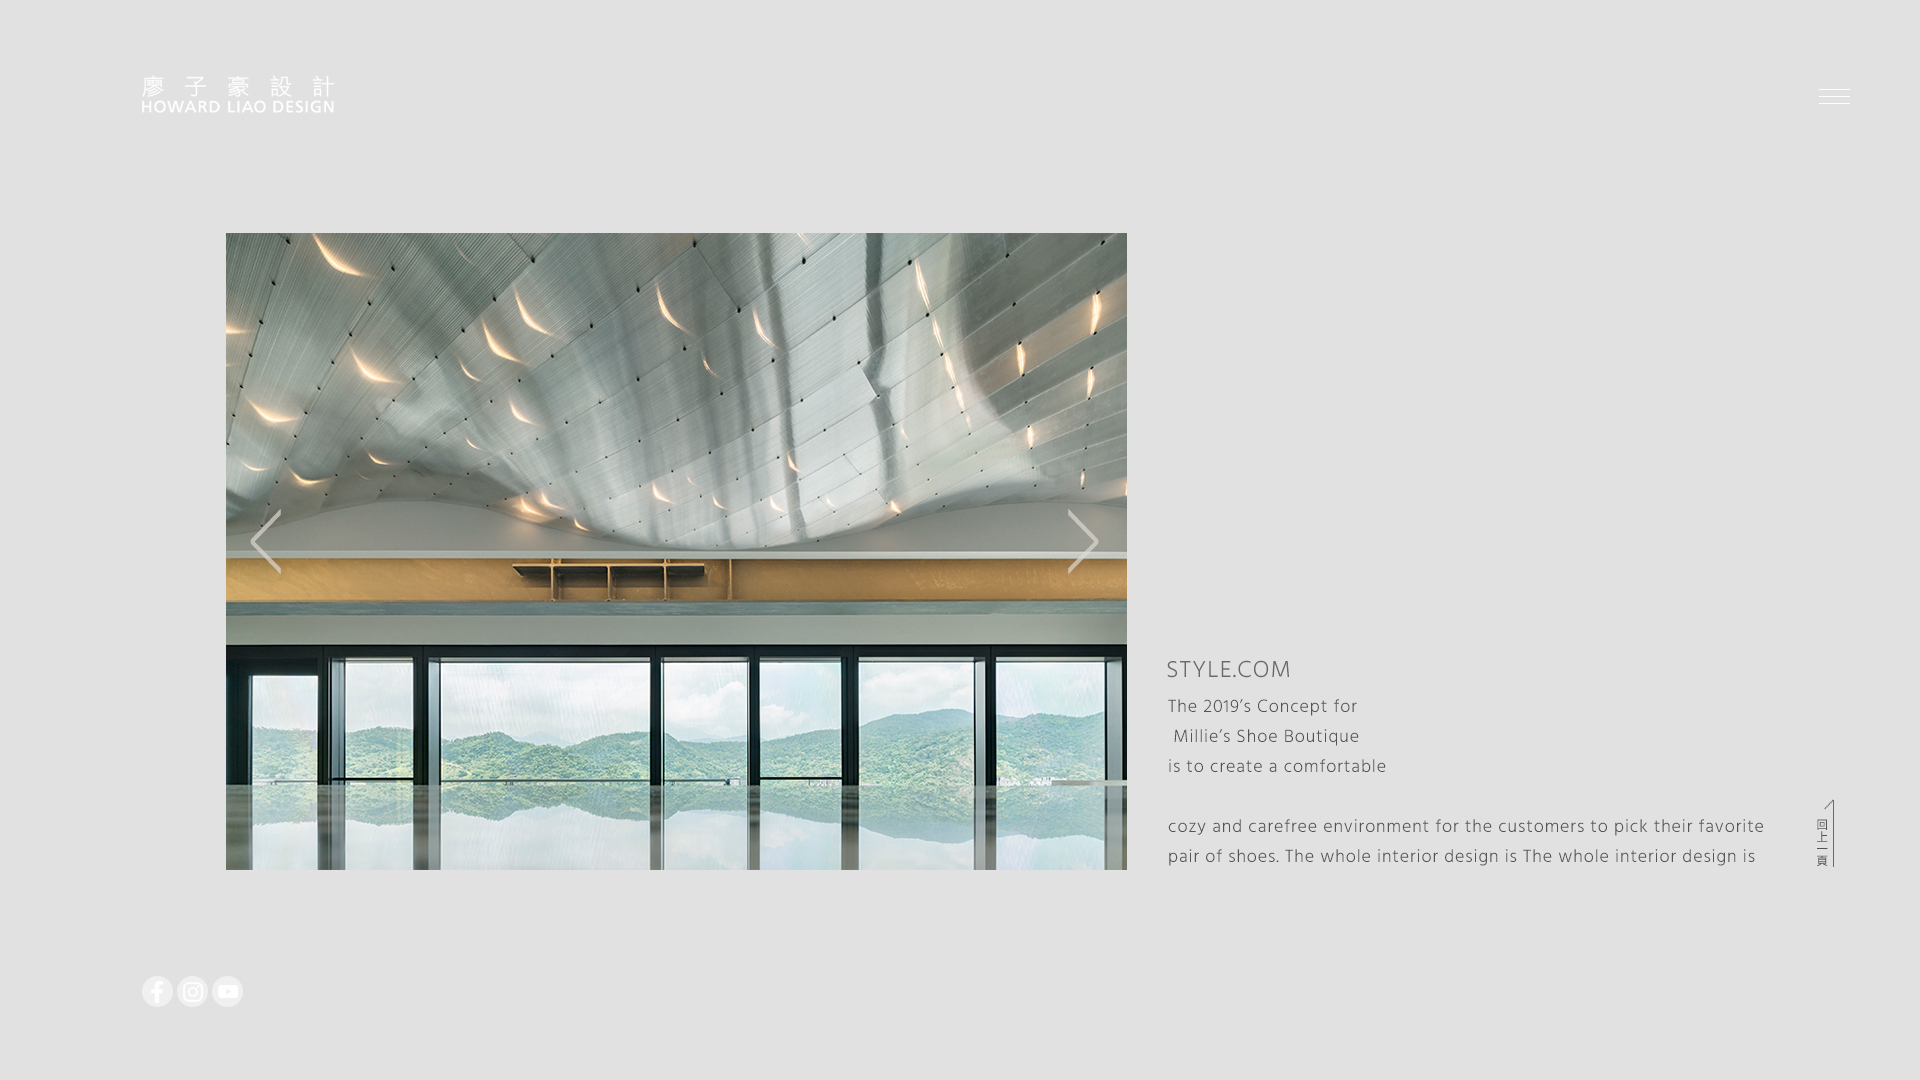 廖子豪設計
HOWARD LIAO DESIGN
STYLE.COM
The 2019’s Concept for
Millie’s Shoe Boutique
is to create a comfortable
cozy and carefree environment for the customers to pick their favorite
pair of shoes. The whole interior design is The whole interior design is
回上一頁